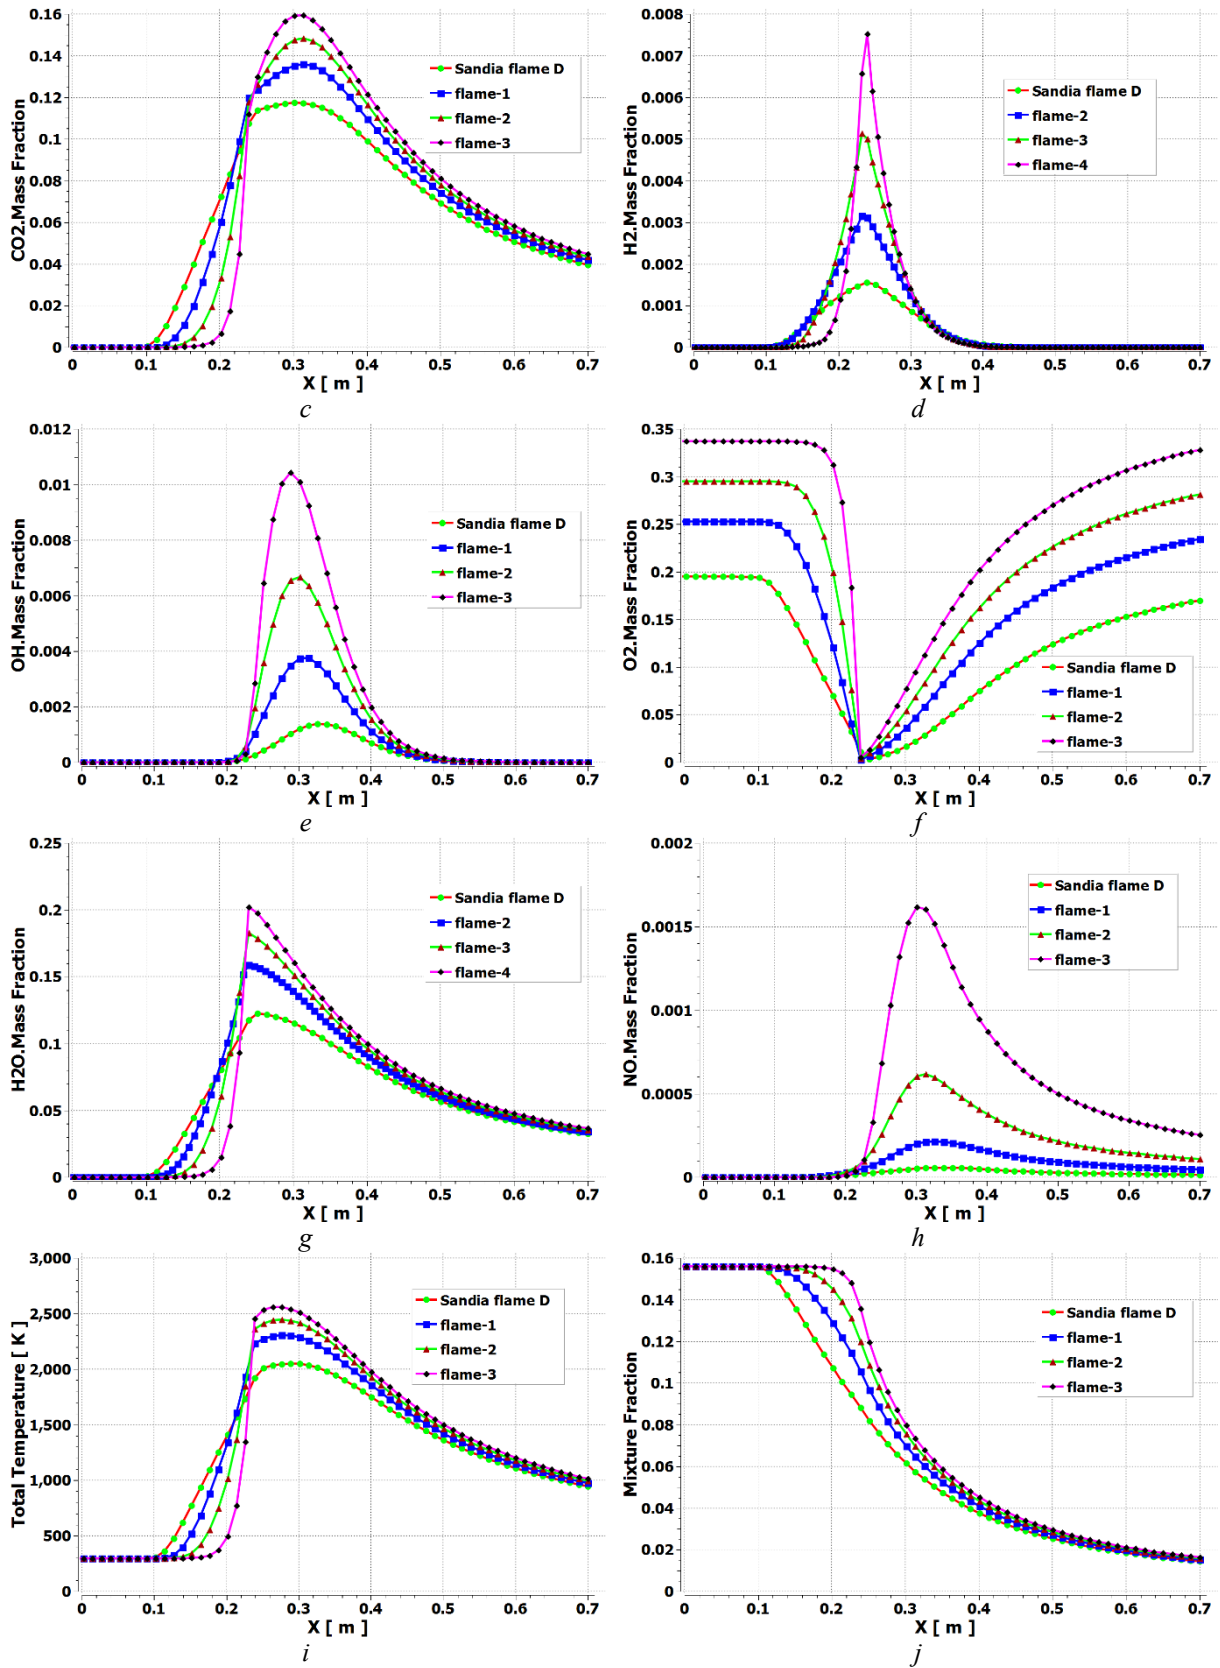 CO2.Mass Fraction
0.16
0.14
0.12
0.1
0.08
0.06
0.04
0.02
0
Sandia flame D
flame-1
flame-2
flame-3
0 0.1 0.2 0.3 0.4 0.5 0.6 0.7
X [ m ]
c
H2.Mass Fraction
0.008
0.007
0.006
0.005
0.004
0.003
0.002
0.001
0
Sandia flame D
flame-2
flame-3
flame-4
0 0.1 0.2 0.3 0.4 0.5 0.6 0.7
X [ m ]
d
OH.Mass Fraction
0.012
0.01
0.008
0.006
0.004
0.002
0
Sandia flame D
flame-1
flame-2
flame-3
0 0.1 0.2 0.3 0.4 0.5 0.6 0.7
X [ m ]
e
O2.Mass Fraction
0.35
0.3
0.25
0.2
0.15
0.1
0.05
0
Sandia flame D
flame-1
flame-2
flame-3
0 0.1 0.2 0.3 0.4 0.5 0.6 0.7
X [ m ]
f
H2O.Mass Fraction
0.25
0.2
0.15
0.1
0.05
0
Sandia flame D
flame-2
flame-3
flame-4
0 0.1 0.2 0.3 0.4 0.5 0.6 0.7
X [ m ]
g
NO.Mass Fraction
0.002
0.0015
0.001
0.0005
0
Sandia flame D
flame-1
flame-2
flame-3
0 0.1 0.2 0.3 0.4 0.5 0.6 0.7
X [ m ]
h
Total Temperature [ K ]
3,000
2,500
2,000
1,500
1,000
500
0
Sandia flame D
flame-1
flame-2
flame-3
0 0.1 0.2 0.3 0.4 0.5 0.6 0.7
X [ m ]
i
Mixture Fraction
0.16
0.14
0.12
0.1
0.08
0.06
0.04
0.02
0
Sandia flame D
flame-1
flame-2
flame-3
0 0.1 0.2 0.3 0.4 0.5 0.6 0.7
X [ m ]
j